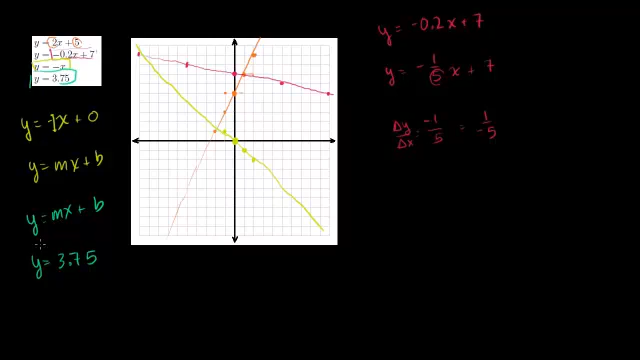 y = 2x + 5
y = -0.2x + 7
y = -x
y = 3.75
y = -1x + 0
y = mx + b
y = mx + b
y = 3.75
y = -0.2x + 7
y = -1/5 x + 7
Δy/Δx = -1/5 = 1/-5